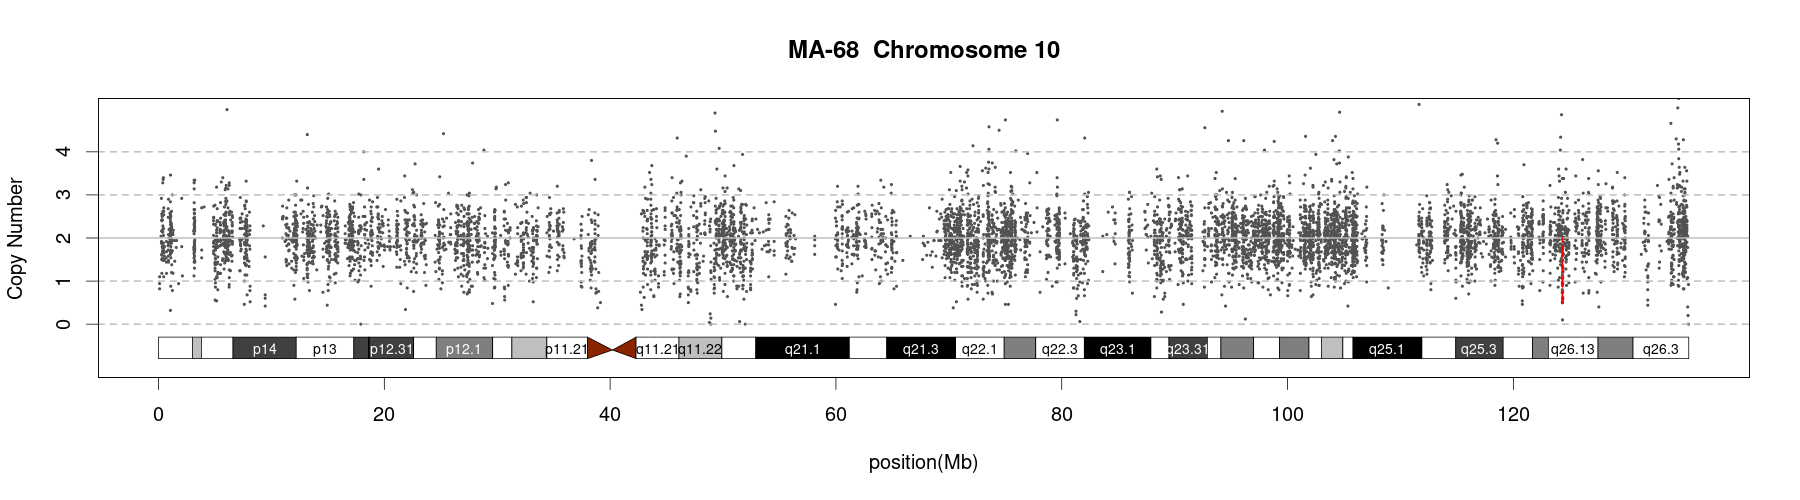 MA-68  Chromosome 10
Copy Number
4
3
2
1
0
p14 p13 p12.31 p12.1 p11.21 q11.21 q11.22 q21.1 q21.3 q22.1 q22.3 q23.1 q23.31 q25.1 q25.3 q26.13 q26.3
0 20 40 60 80 100 120
position(Mb)